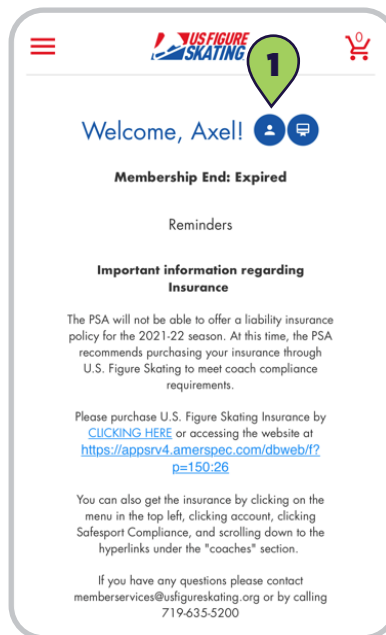 US FIGURE
SKATING
0
1
Welcome, Axel!
Membership End: Expired
Reminders
Important information regarding
Insurance
The PSA will not be able to offer a liability insurance
policy for the 2021-22 season. At this time, the PSA
recommends purchasing your insurance through
U.S. Figure Skating to meet coach compliance
requirements.
Please purchase U.S. Figure Skating Insurance by
CLICKING HERE or accessing the website at
https://appsrv4.amerspec.com/dbweb/f?
p=150:26
You can also get the insurance by clicking on the
menu in the top left, clicking account, clicking
Safesport Compliance, and scrolling down to the
hyperlinks under the "coaches" section.
If you have any questions please contact
memberservices@usfigureskating.org or by calling
719-635-5200